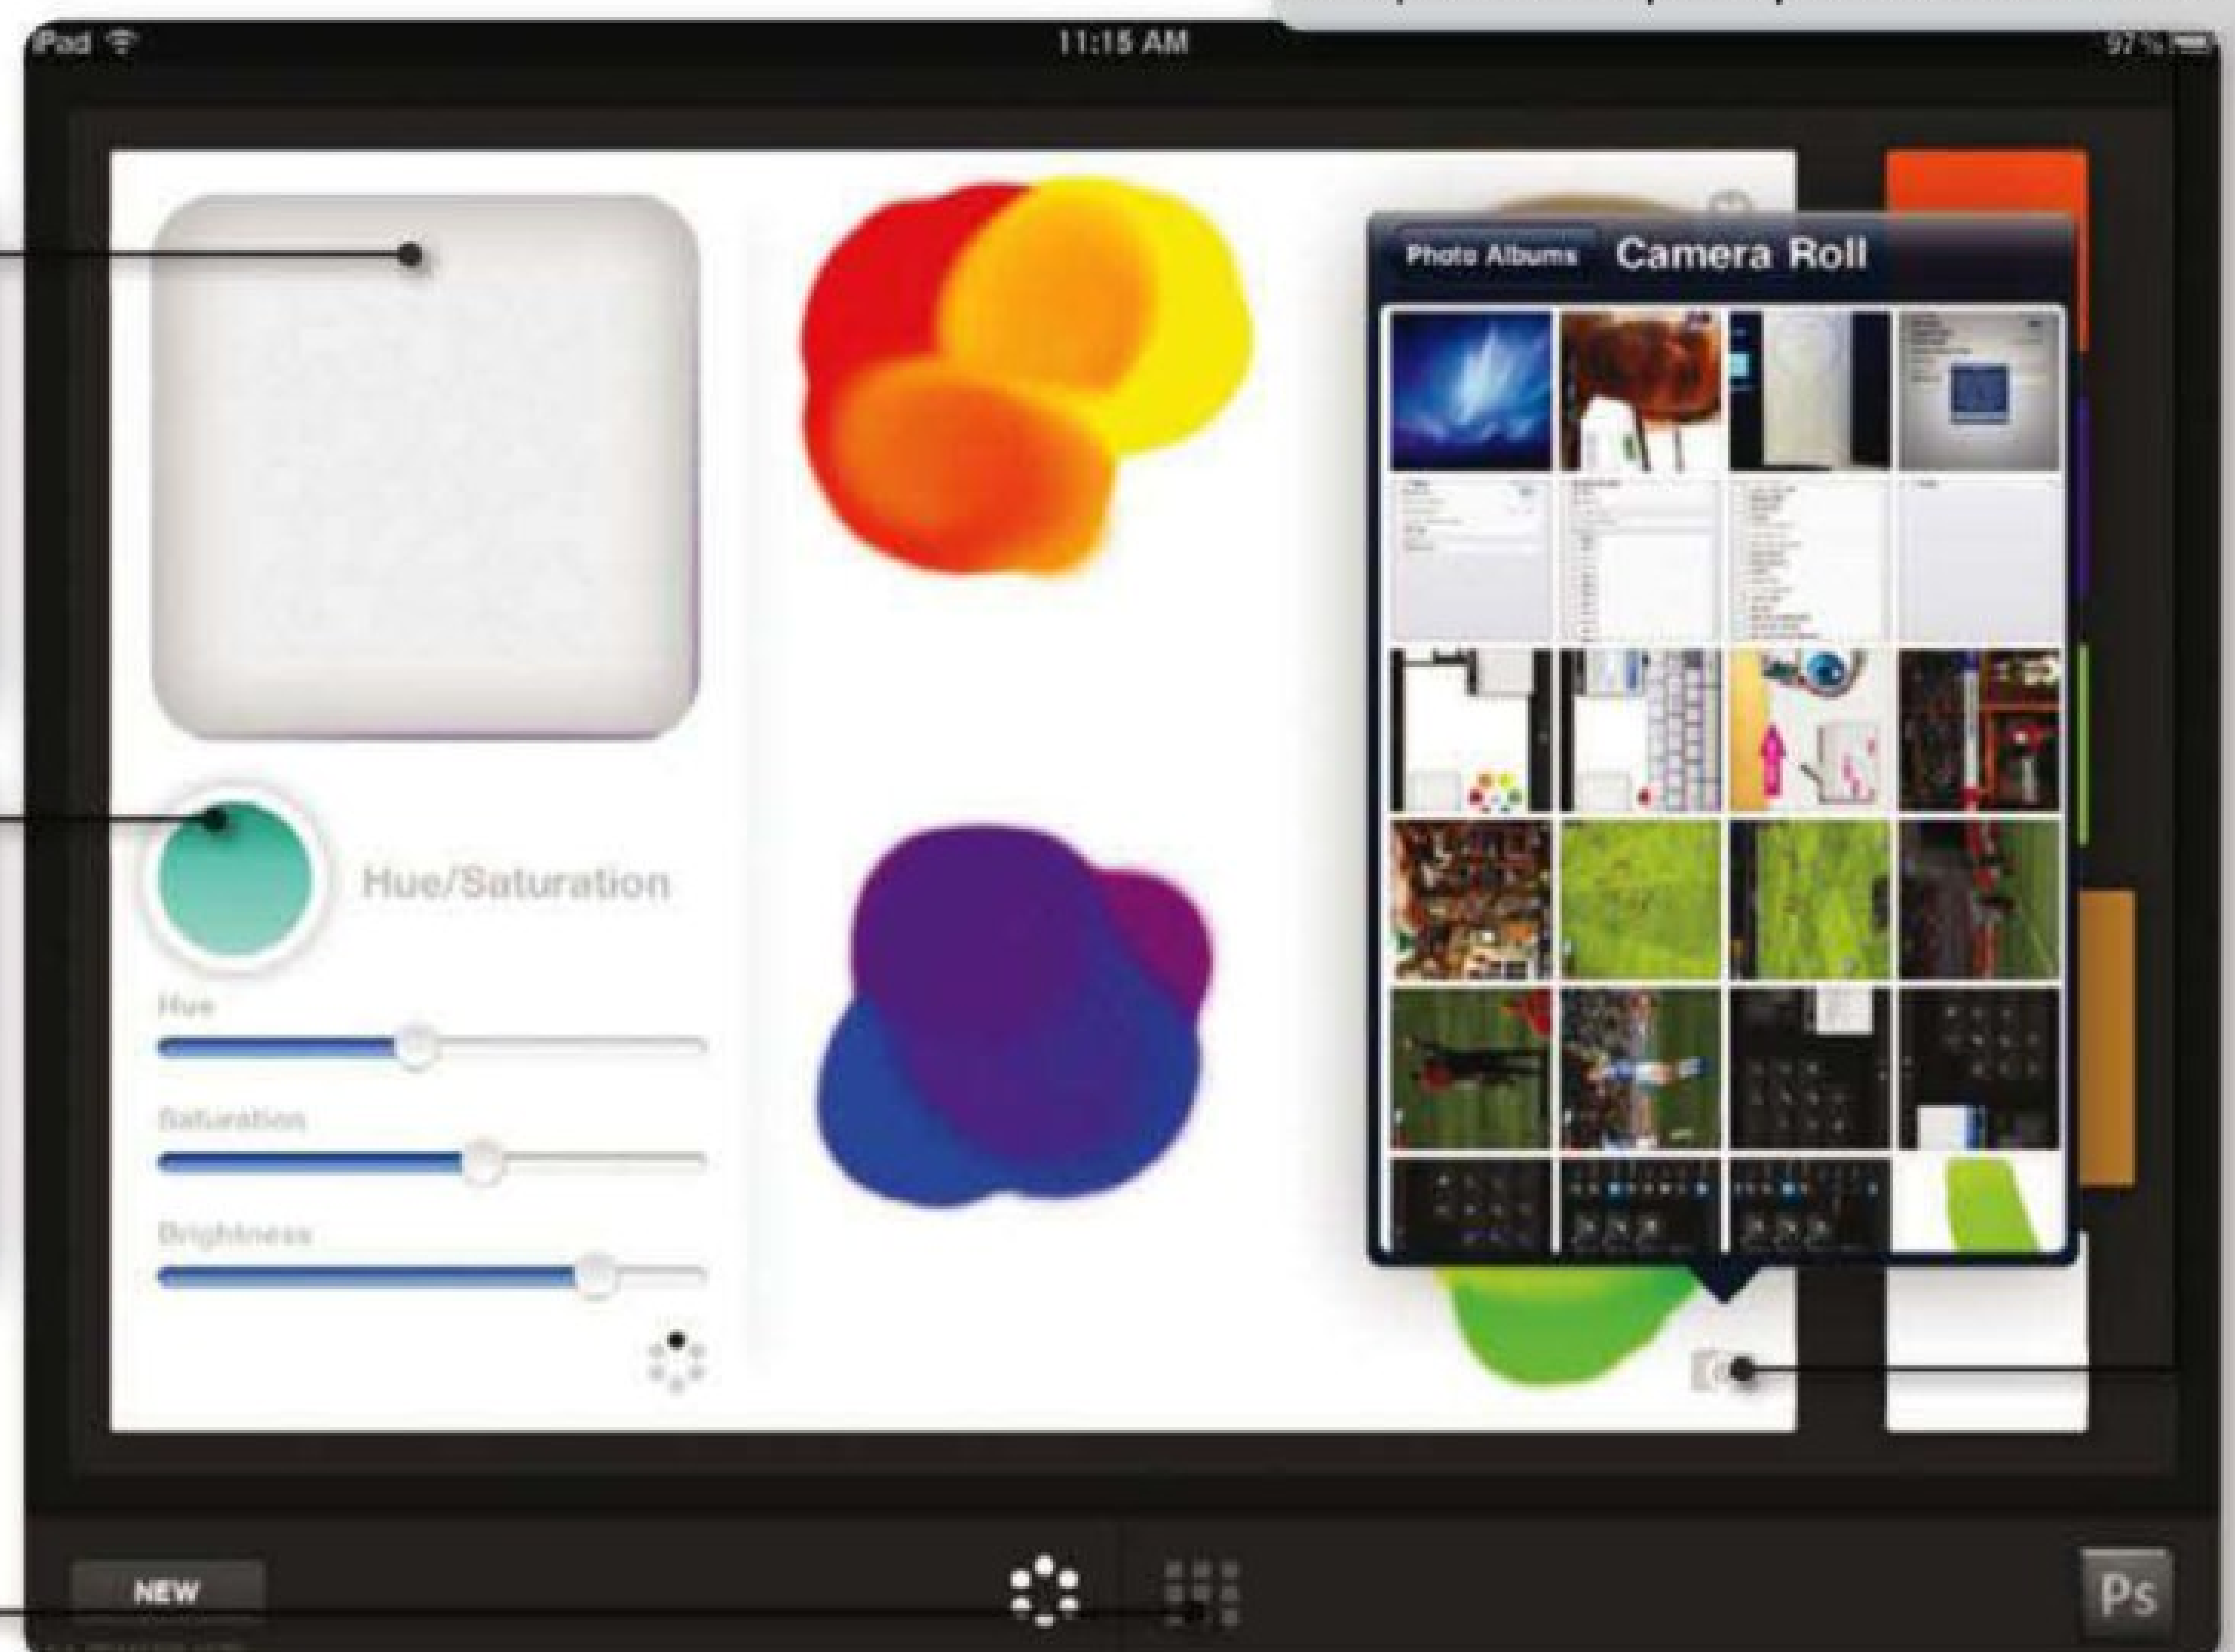 iPad
11:15 AM
97%
Photo Albums
Camera Roll
Hue/Saturation
Hue
Saturation
Brightness
NEW
Ps